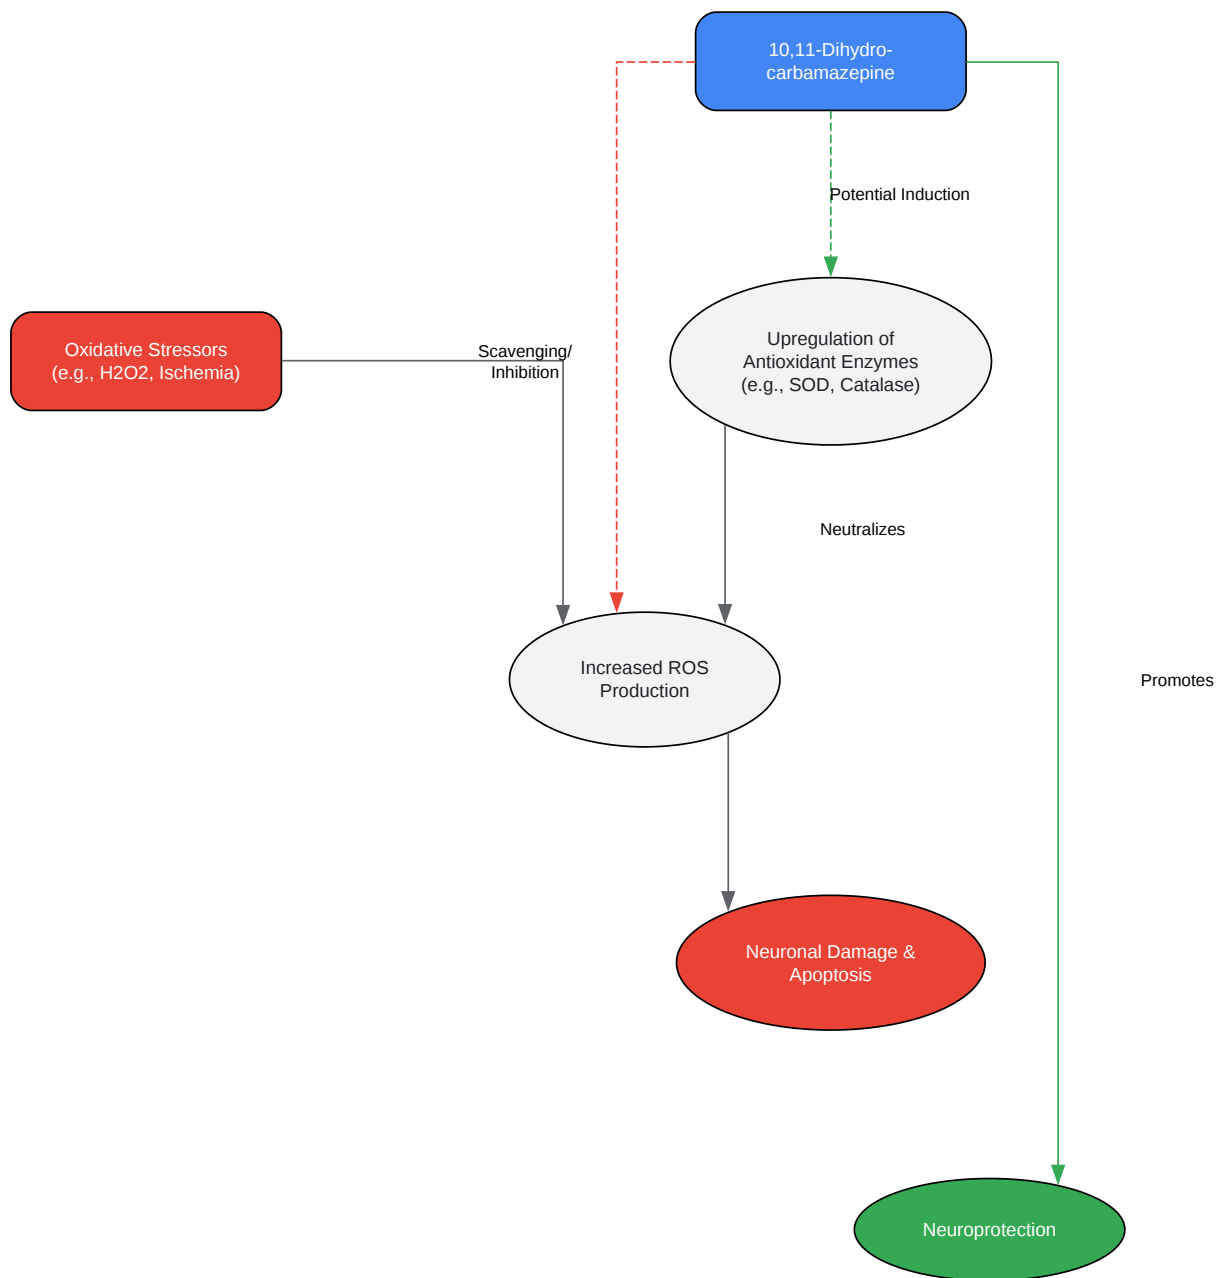 10,11-Dihydro-
carbamazepine
Potential Induction
Oxidative Stressors
(e.g., H2O2, Ischemia)
Scavenging/
Inhibition
Upregulation of
Antioxidant Enzymes
(e.g., SOD, Catalase)
Neutralizes
Increased ROS
Production
Promotes
Neuronal Damage &
Apoptosis
Neuroprotection